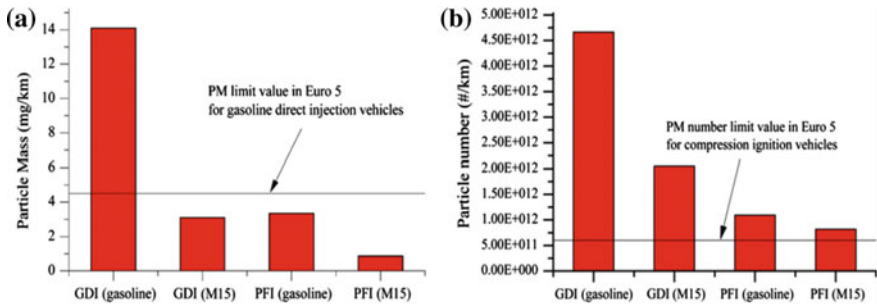 (a)
Particle Mass (mg/km)
14
12
10
8
6
4
2
0
PM limit value in Euro 5
for gasoline direct injection vehicles
GDI (gasoline)
GDI (M15)
PFI (gasoline)
PFI (M15)
(b)
Particle number (#/km)
5.00E+012
4.50E+012
4.00E+012
3.50E+012
3.00E+012
2.50E+012
2.00E+012
1.50E+012
1.00E+012
5.00E+011
0.00E+000
PM number limit value in Euro 5
for compression ignition vehicles
GDI (gasoline)
GDI (M15)
PFI (gasoline)
PFI (M15)